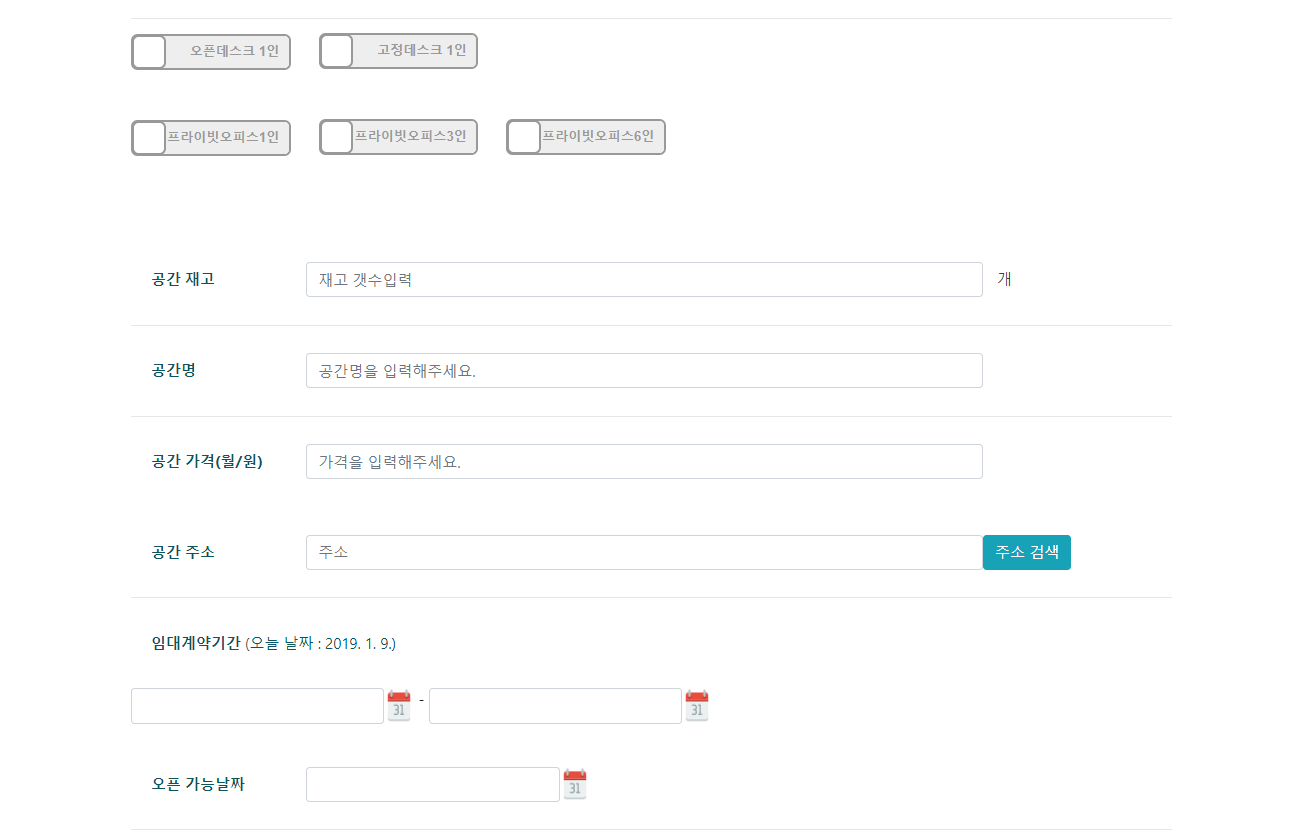 오픈데스크 1인 고정데스크 1인
프라이빗오피스1인 프라이빗오피스3인 프라이빗오피스6인
공간 재고 재고 갯수입력 개
공간명 공간명을 입력해주세요.
공간 가격(월/원) 가격을 입력해주세요.
공간 주소 주소 주소 검색
임대계약기간 (오늘 날짜 : 2019. 1. 9.)
31 - 31
오픈 가능날짜 31